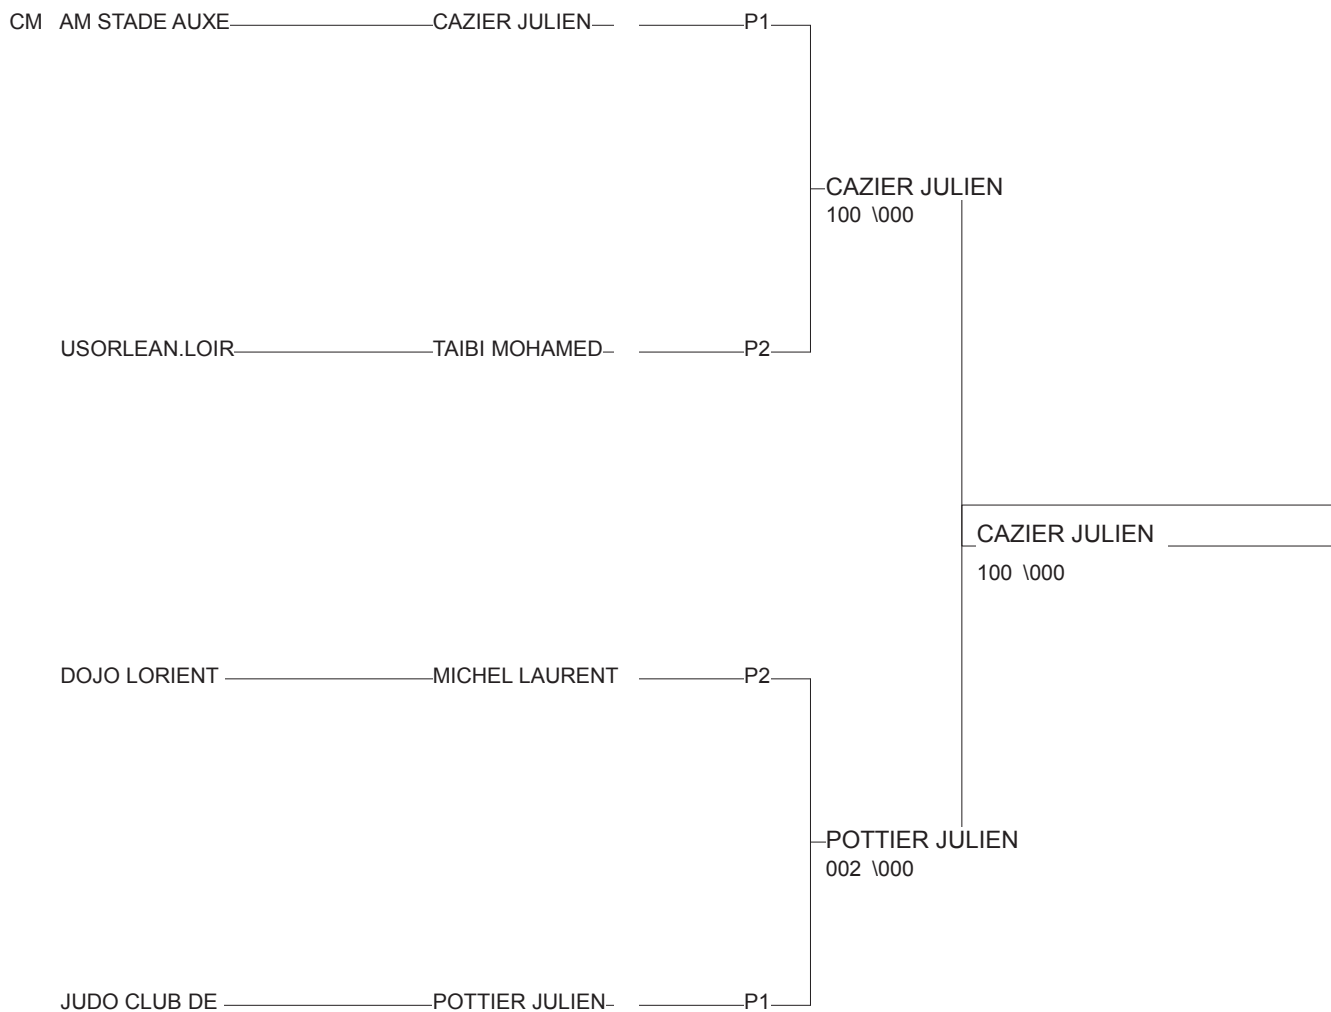 CM AM STADE AUXE CAZIER JULIEN P1
CAZIER JULIEN
100 \000
USORLEAN.LOIR TAIBI MOHAMED P2
CAZIER JULIEN
100 \000
DOJO LORIENT MICHEL LAURENT P2
POTTIER JULIEN
002 \000
JUDO CLUB DE POTTIER JULIEN P1